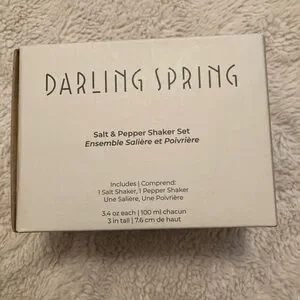 DARLING SPRING
Salt & Pepper Shaker Set
Ensemble Salière et Poivrière
Includes | Comprend:
1 Salt Shaker, 1 Pepper Shaker
Une Salière, Une Poivrière
3.4 oz each | 100 ml chacun
3 in tall | 7.6 cm de haut